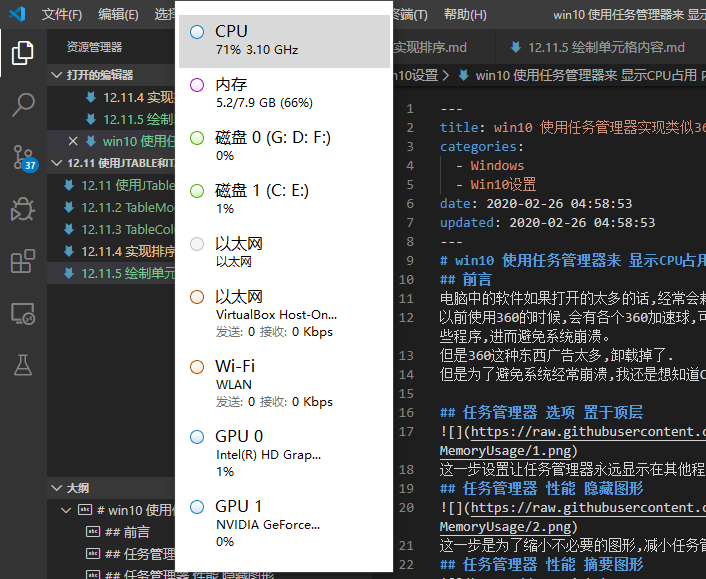 文件(F) 编辑(E) 选择 终端(T) 帮助(H) win10 使用任务管理器来 显示
资源管理器
打开的编辑器
12.11.4 实现
12.11.5 绘制
win10 使用任
12.11 使用JTABLE和T
12.11 使用JTable
12.11.2 TableMo
12.11.3 TableCol
12.11.4 实现排序
12.11.5 绘制单元
37
大纲
# win10 使用任
## 前言
## 任务管理
## 任务管理器 性能 隐藏图形
CPU
71% 3.10 GHz
内存
5.2/7.9 GB (66%)
磁盘 0 (G: D: F:)
0%
磁盘 1 (C: E:)
1%
以太网
以太网
以太网
VirtualBox Host-On...
发送: 0 接收: 0 Kbps
Wi-Fi
WLAN
发送: 0 接收: 0 Kbps
GPU 0
Intel(R) HD Grap...
1%
GPU 1
NVIDIA GeForce...
0%
实现排序.md 12.11.5 绘制单元格内容.md
n10设置 > win10 使用任务管理器来 显示CPU占用 内
1 ---
2 title: win10 使用任务管理器实现类似36
3 categories:
4 - Windows
5 - Win10设置
6 date: 2020-02-26 04:58:53
7 updated: 2020-02-26 04:58:53
8 ---
9 # win10 使用任务管理器来 显示CPU占用
10 ## 前言
11 电脑中的软件如果打开的太多的话,经常会
12 以前使用360的时候,会有各个360加速球,可
些程序,进而避免系统崩溃。
13 但是360这种东西广告太多,卸载掉了.
14 但是为了避免系统经常崩溃,我还是想知道C
15
16 ## 任务管理器 选项 置于顶层
17 ![](https://raw.githubusercontent.c
MemoryUsage/1.png)
18 这一步设置让任务管理器永远显示在其他程
19 ## 任务管理器 性能 隐藏图形
20 ![](https://raw.githubusercontent.c
MemoryUsage/2.png)
21 这一步是为了缩小不必要的图形,减小任务管
22 ## 任务管理器 性能 摘要图形